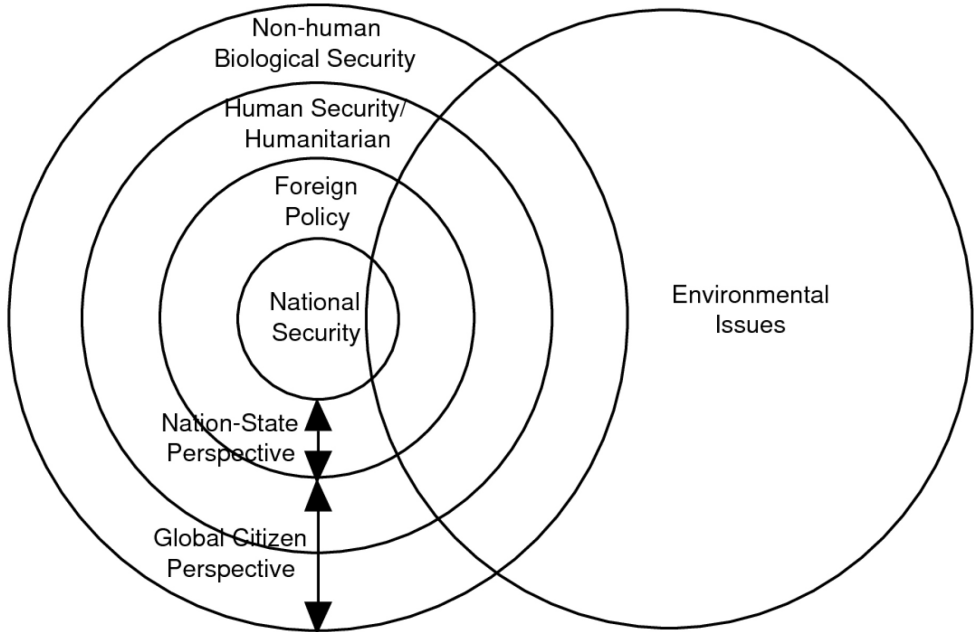 Non-human
Biological Security
Human Security/
Humanitarian
Foreign
Policy
National
Security
Environmental
Issues
Nation-State
Perspective
Global Citizen
Perspective